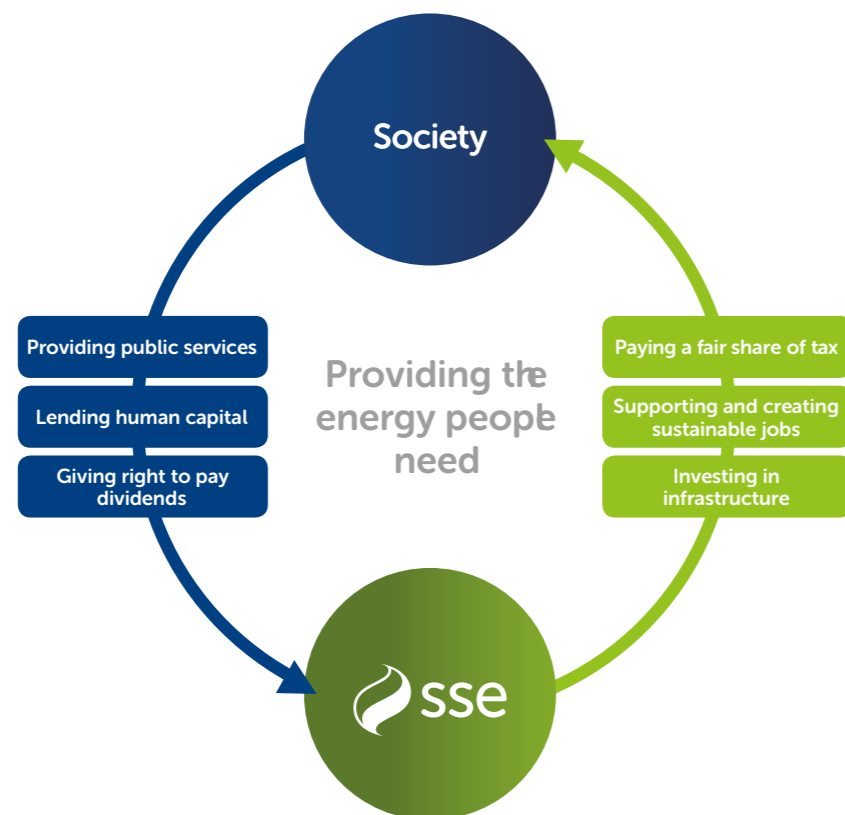 Society
Providing public services
Lending human capital
Giving right to pay
dividends
Providing the
energy people
need
Paying a fair share of tax
Supporting and creating
sustainable jobs
Investing in
infrastructure
sse